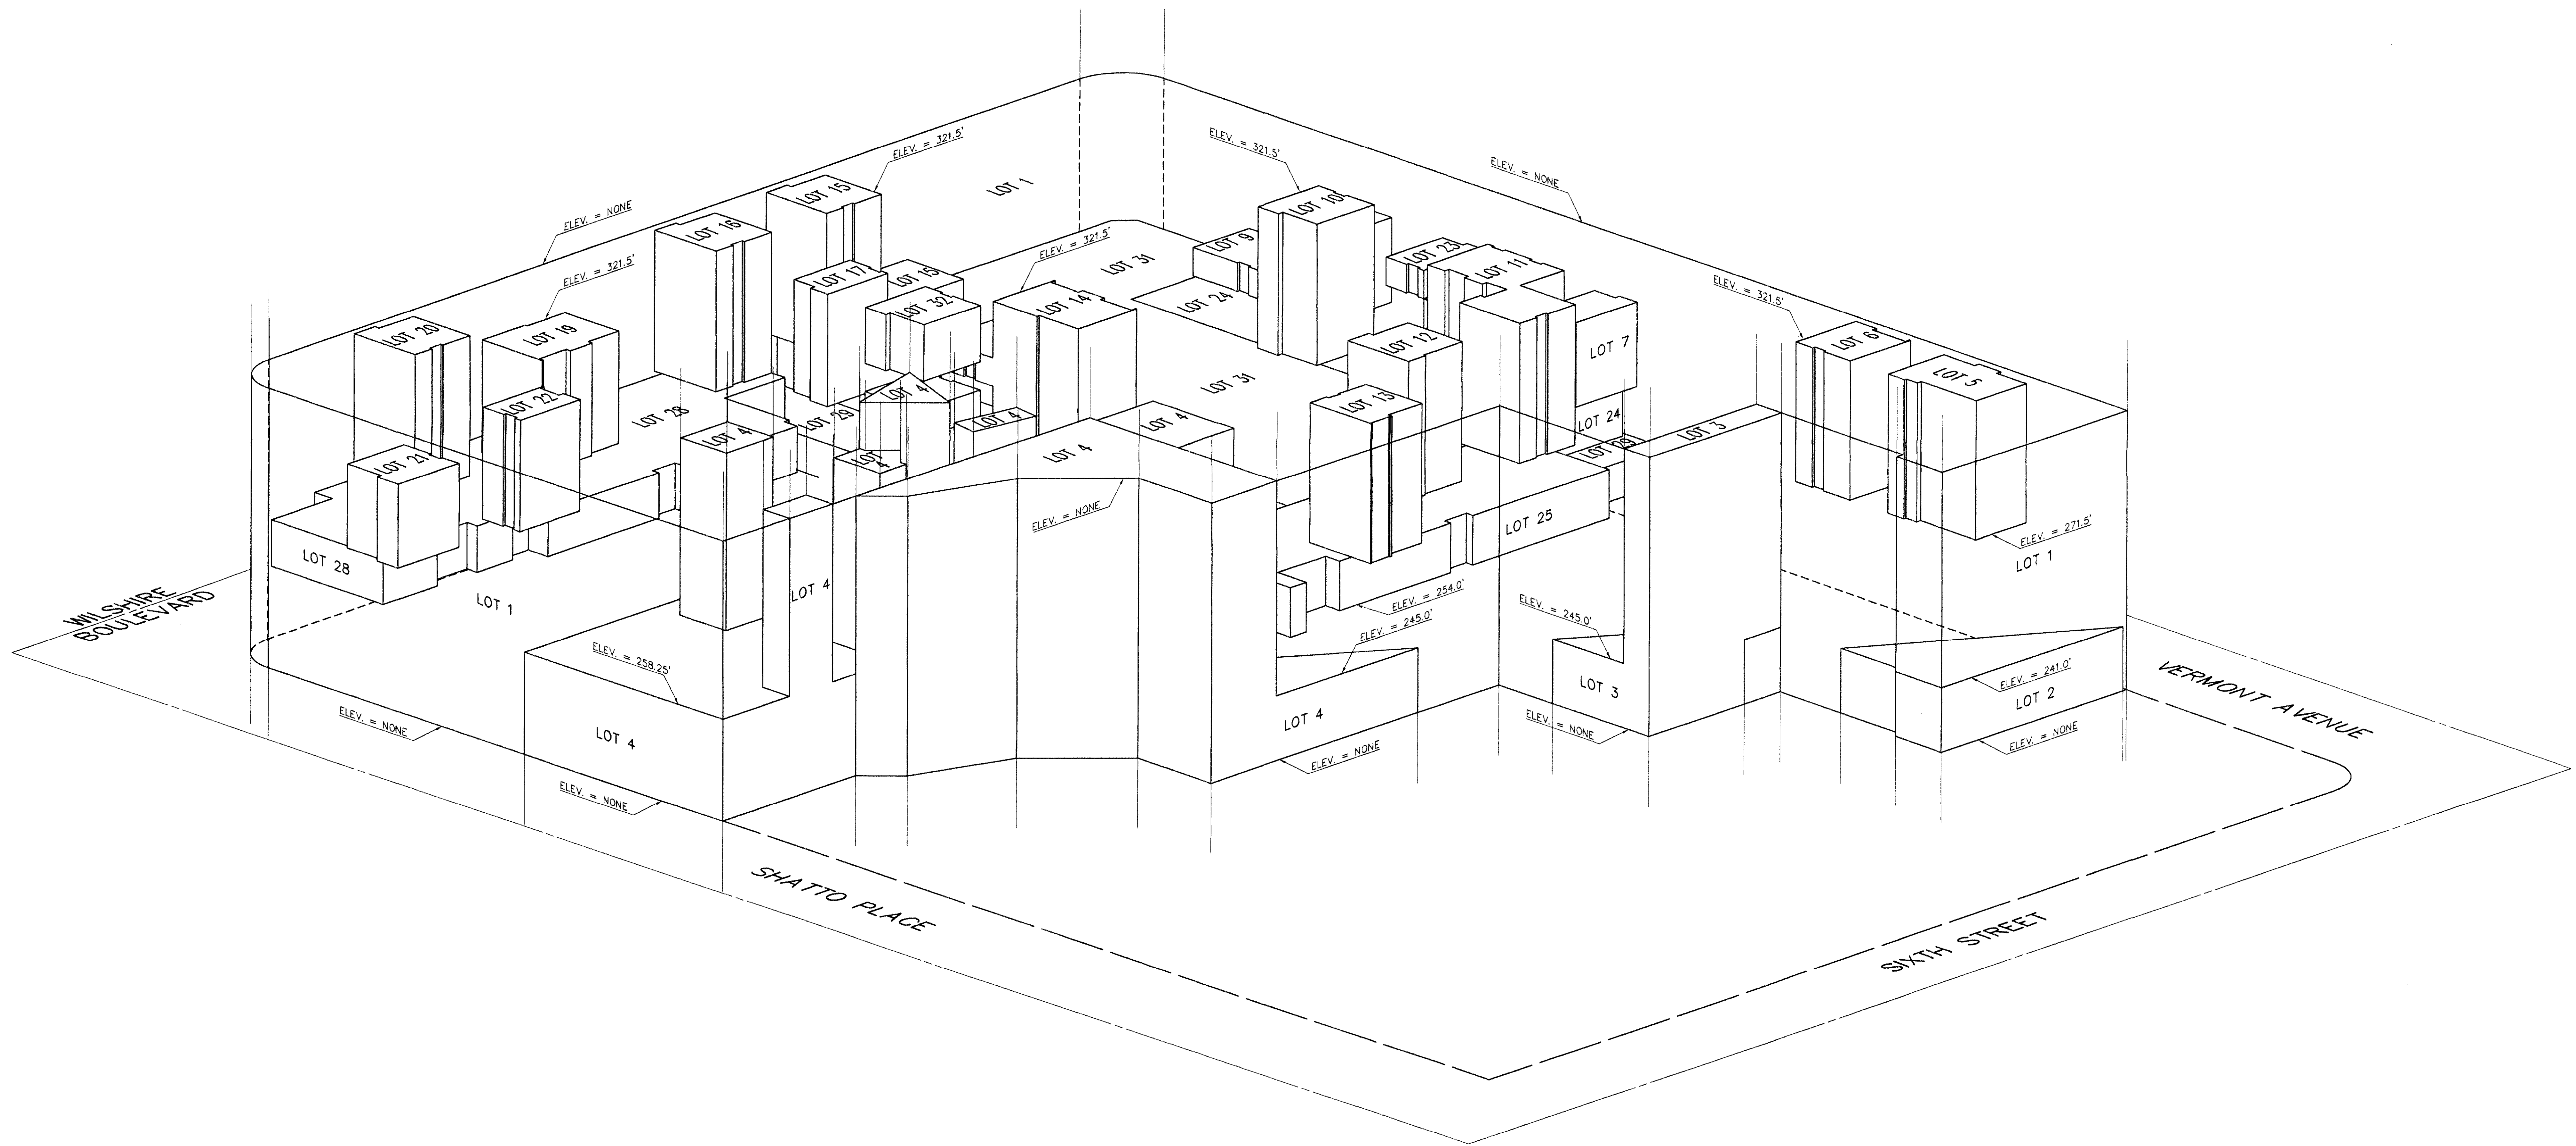 ELEV. = 321.5'
ELEV. = 321.5'
ELEV. = NONE
LOT 15
LOT 1
ELEV. = NONE
LOT 10
LOT 16
ELEV. = 321.5'
LOT 9
LOT 23
ELEV. = 321.5'
LOT 31
LOT 11
LOT 17
LOT 15
ELEV. = 321.5'
LOT 32
LOT 14
LOT 24
LOT 20
LOT 19
LOT 12
LOT 7
LOT 6
LOT 5
LOT 31
LOT 22
LOT 28
LOT 4
LOT 13
LOT 29
LOT 4
LOT 4
LOT 24
LOT 3
LOT 4
LOT 29
LOT 4
LOT 21
LOT 4
ELEV. = NONE
LOT 25
ELEV. = 271.5'
LOT 1
LOT 28
LOT 4
ELEV. = 254.0'
WILSHIRE
BOULEVARD
LOT 1
ELEV. = 245.0'
ELEV. = 245.0'
ELEV. = 258.25'
LOT 3
ELEV. = 241.0'
LOT 2
VERMONT AVENUE
ELEV. = NONE
LOT 4
LOT 4
ELEV. = NONE
ELEV. = NONE
ELEV. = NONE
ELEV. = NONE
SHATTO PLACE
SIXTH STREET